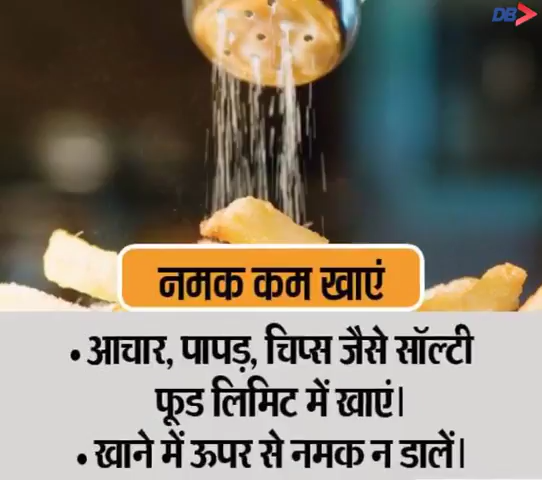 DB
नमक कम खाएं
• आचार, पापड़, चिप्स जैसे सॉल्टी
फूड लिमिट में खाएं।
• खाने में ऊपर से नमक न डालें।